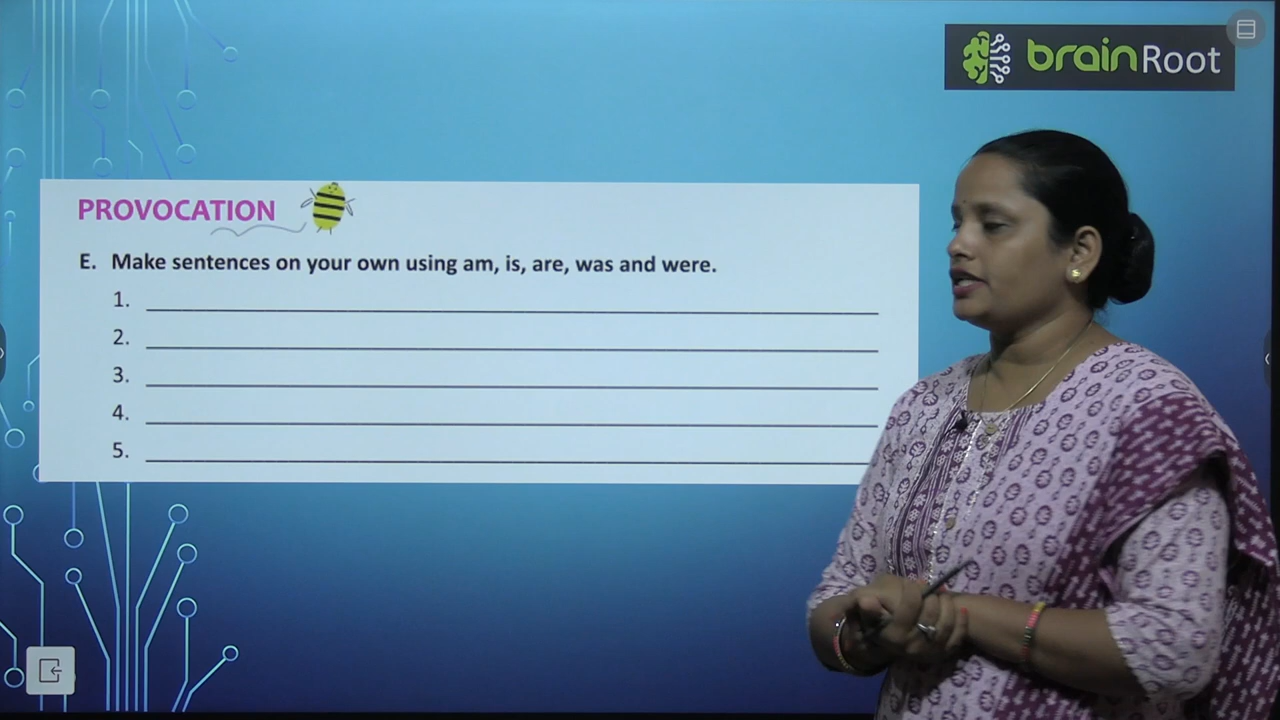 brainRoot
PROVOCATION
E. Make sentences on your own using am, is, are, was and were.
1.
2.
3.
4.
5.